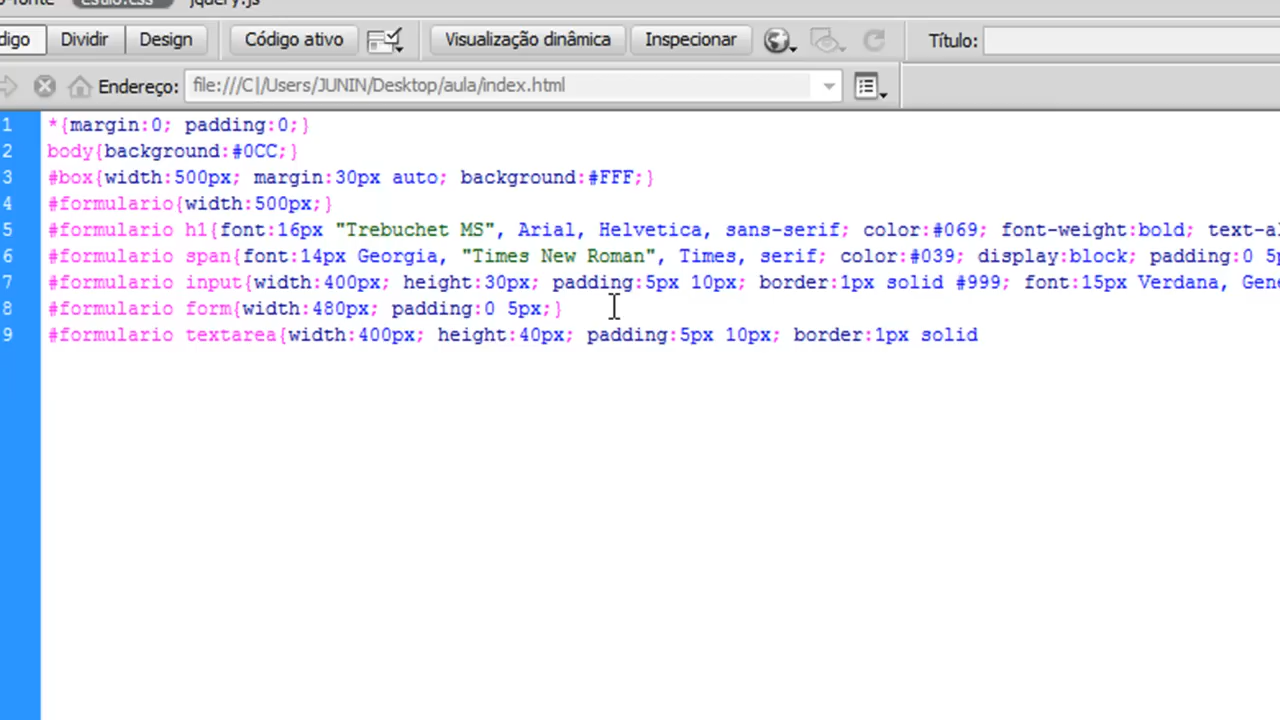 estilo.css jquery.js
Dividir Design Código ativo Visualização dinâmica Inspecionar Título:
Endereço: file:///C|/Users/JUNIN/Desktop/aula/index.html
1 *{margin:0; padding:0;}
2 body{background:#0CC;}
3 #box{width:500px; margin:30px auto; background:#FFF;}
4 #formulario{width:500px;}
5 #formulario h1{font:16px "Trebuchet MS", Arial, Helvetica, sans-serif; color:#069; font-weight:bold; text-al
6 #formulario span{font:14px Georgia, "Times New Roman", Times, serif; color:#039; display:block; padding:0 5p
7 #formulario input{width:400px; height:30px; padding:5px 10px; border:1px solid #999; font:15px Verdana, Gene
8 #formulario form{width:480px; padding:0 5px;}
9 #formulario textarea{width:400px; height:40px; padding:5px 10px; border:1px solid